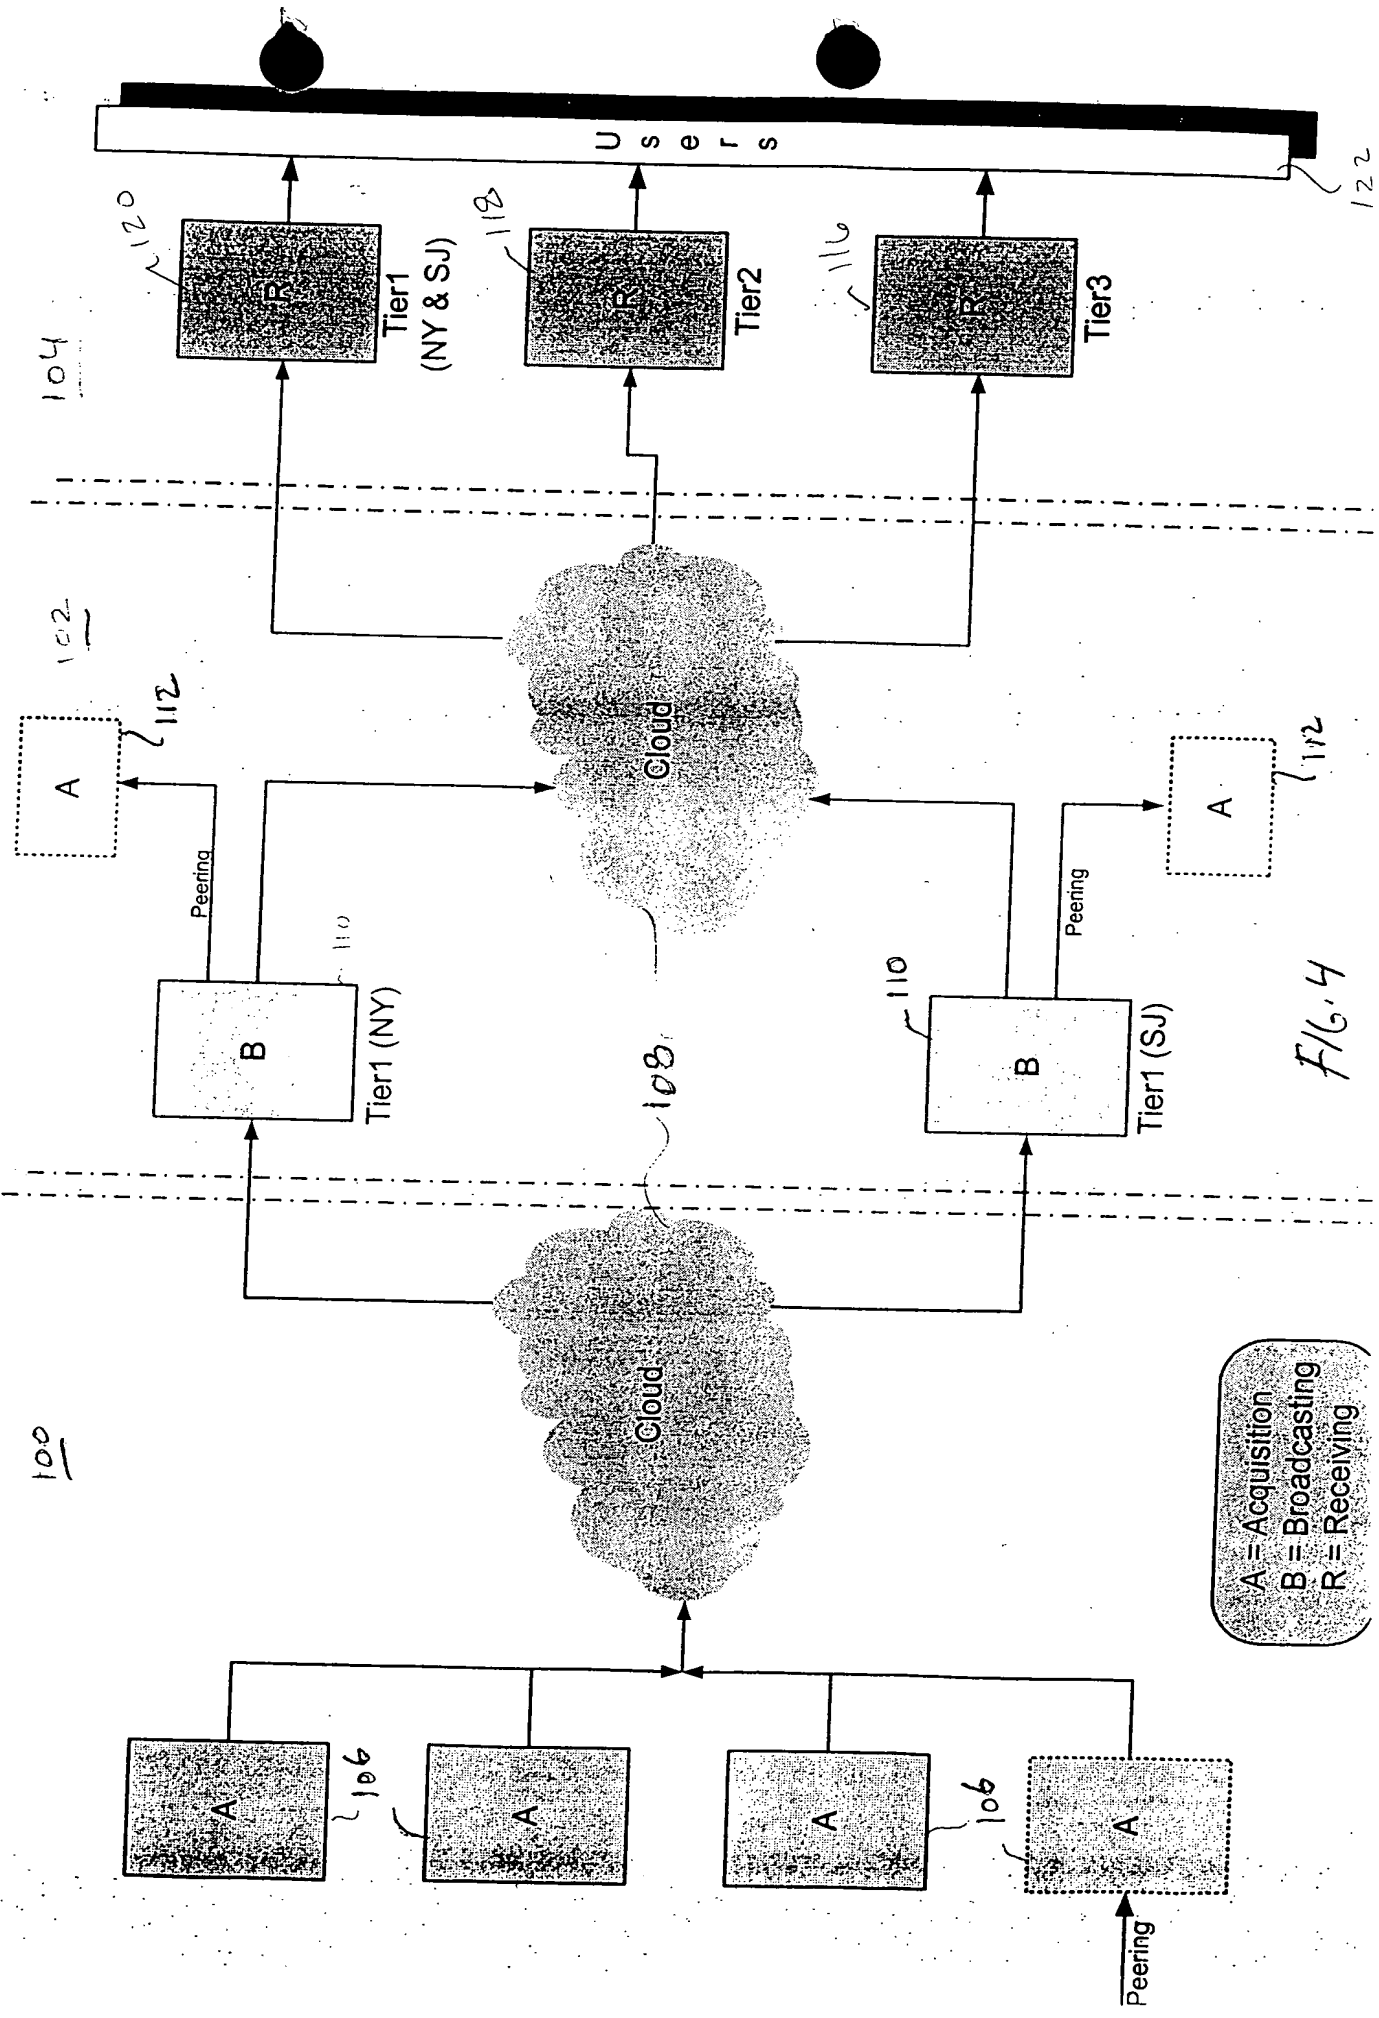 100
102
104
A
106
A
A
106
A
Peering
Cloud
108
B
110
Tier1 (NY)
Peering
A
112
B
110
Tier1 (SJ)
Peering
A
112
Cloud
R
120
Tier1
(NY & SJ)
R
118
Tier2
R
116
Tier3
Users
122
A = Acquisition
B = Broadcasting
R = Receiving
FIG. 4